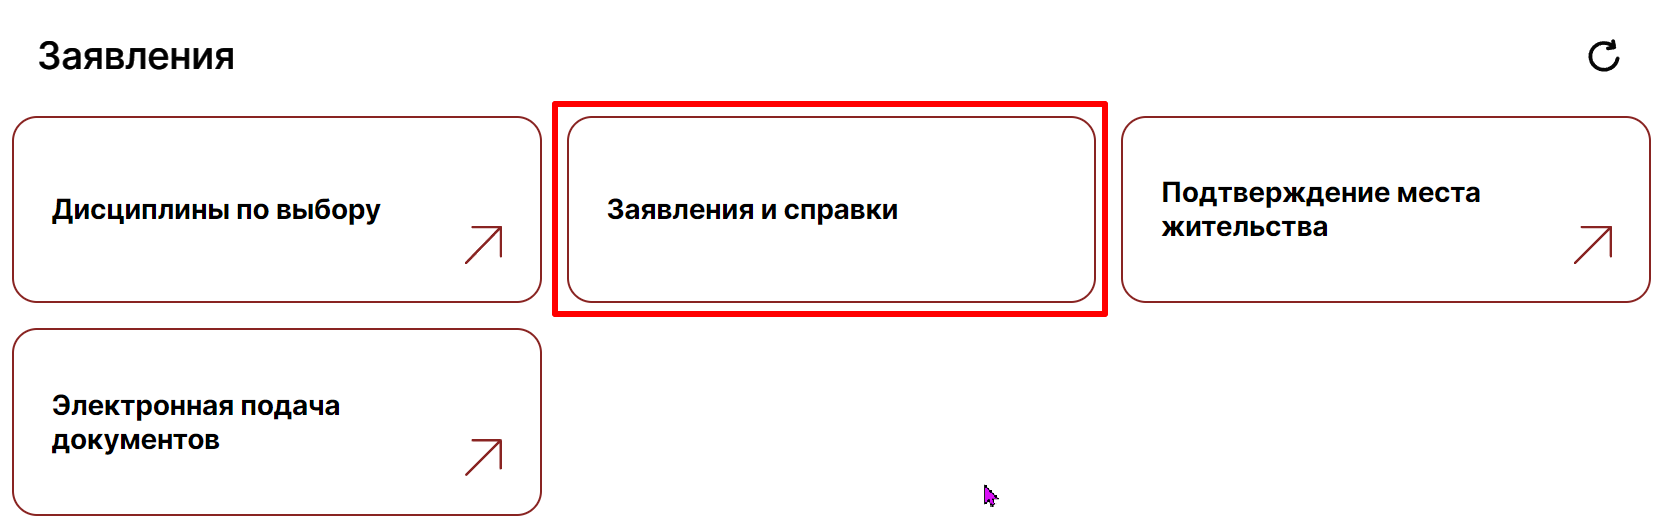 Заявления
Дисциплины по выбору
Заявления и справки
Подтверждение места
жительства
Электронная подача
документов